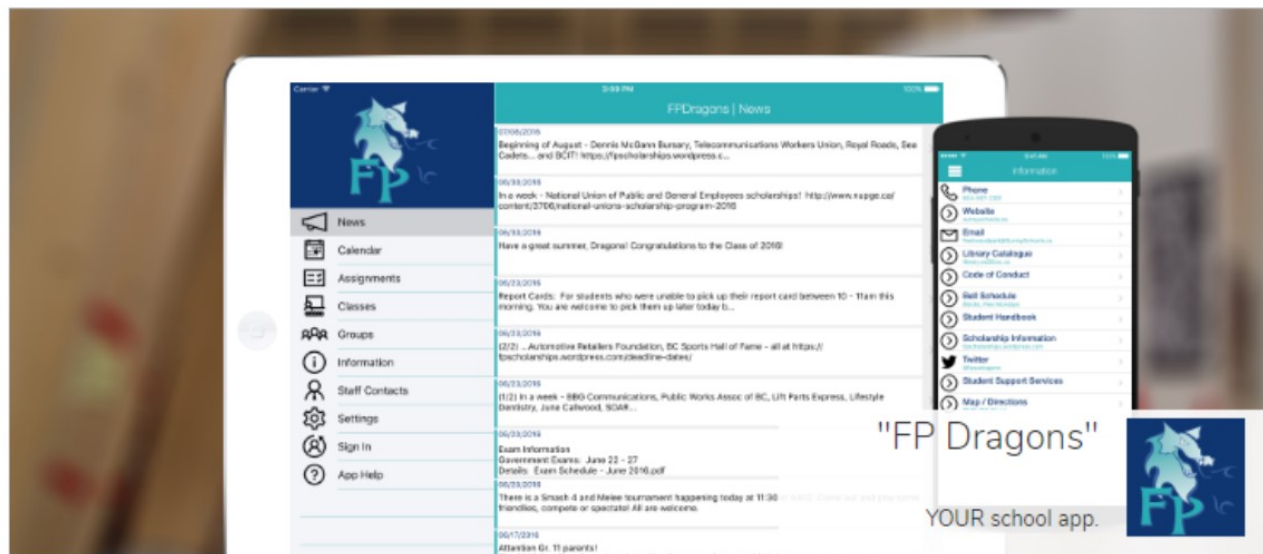 Carrier
3:09 PM
100%
FP
News
Calendar
Assignments
Classes
Groups
Information
Staff Contacts
Settings
Sign In
App Help
FPDragons | News
07/08/2016
Beginning of August - Dennis McGann Bursary, Telecommunications Workers Union, Royal Roads, Sea
Cadets... and BCIT! https://fpscholarships.wordpress.c...
06/30/2016
In a week - National Union of Public and General Employees scholarships! http://www.nupge.ca/
content/3706/national-unions-scholarship-program-2016
06/30/2016
Have a great summer, Dragons! Congratulations to the Class of 2016!
06/23/2016
Report Cards: For students who were unable to pick up their report card between 10 - 11am this
morning. You are welcome to pick them up later today b...
06/23/2016
(2/2) ... Automotive Retailers Foundation, BC Sports Hall of Fame - all at https://
fpscholarships.wordpress.com/deadline-dates/
06/23/2016
(1/2) In a week - BBG Communications, Public Works Assoc of BC, Lift Parts Express, Lifestyle
Dentistry, June Callwood, SOAR...
06/23/2016
Exam Information
Government Exams: June 22 - 27
Details: Exam Schedule - June 2016.pdf
06/20/2016
There is a Smash 4 and Melee tournament happening today at 11:30
friendlies, compete or spectate! All are welcome.
06/17/2016
Attention Gr. 11 parents!
9:41 AM
100%
Information
Phone
Website
Email
Library Catalogue
Code of Conduct
Bell Schedule
Student Handbook
Scholarship Information
fpscholarships.wordpress.com
Twitter
Student Support Services
Map / Directions
"FP Dragons"
YOUR school app.
FP